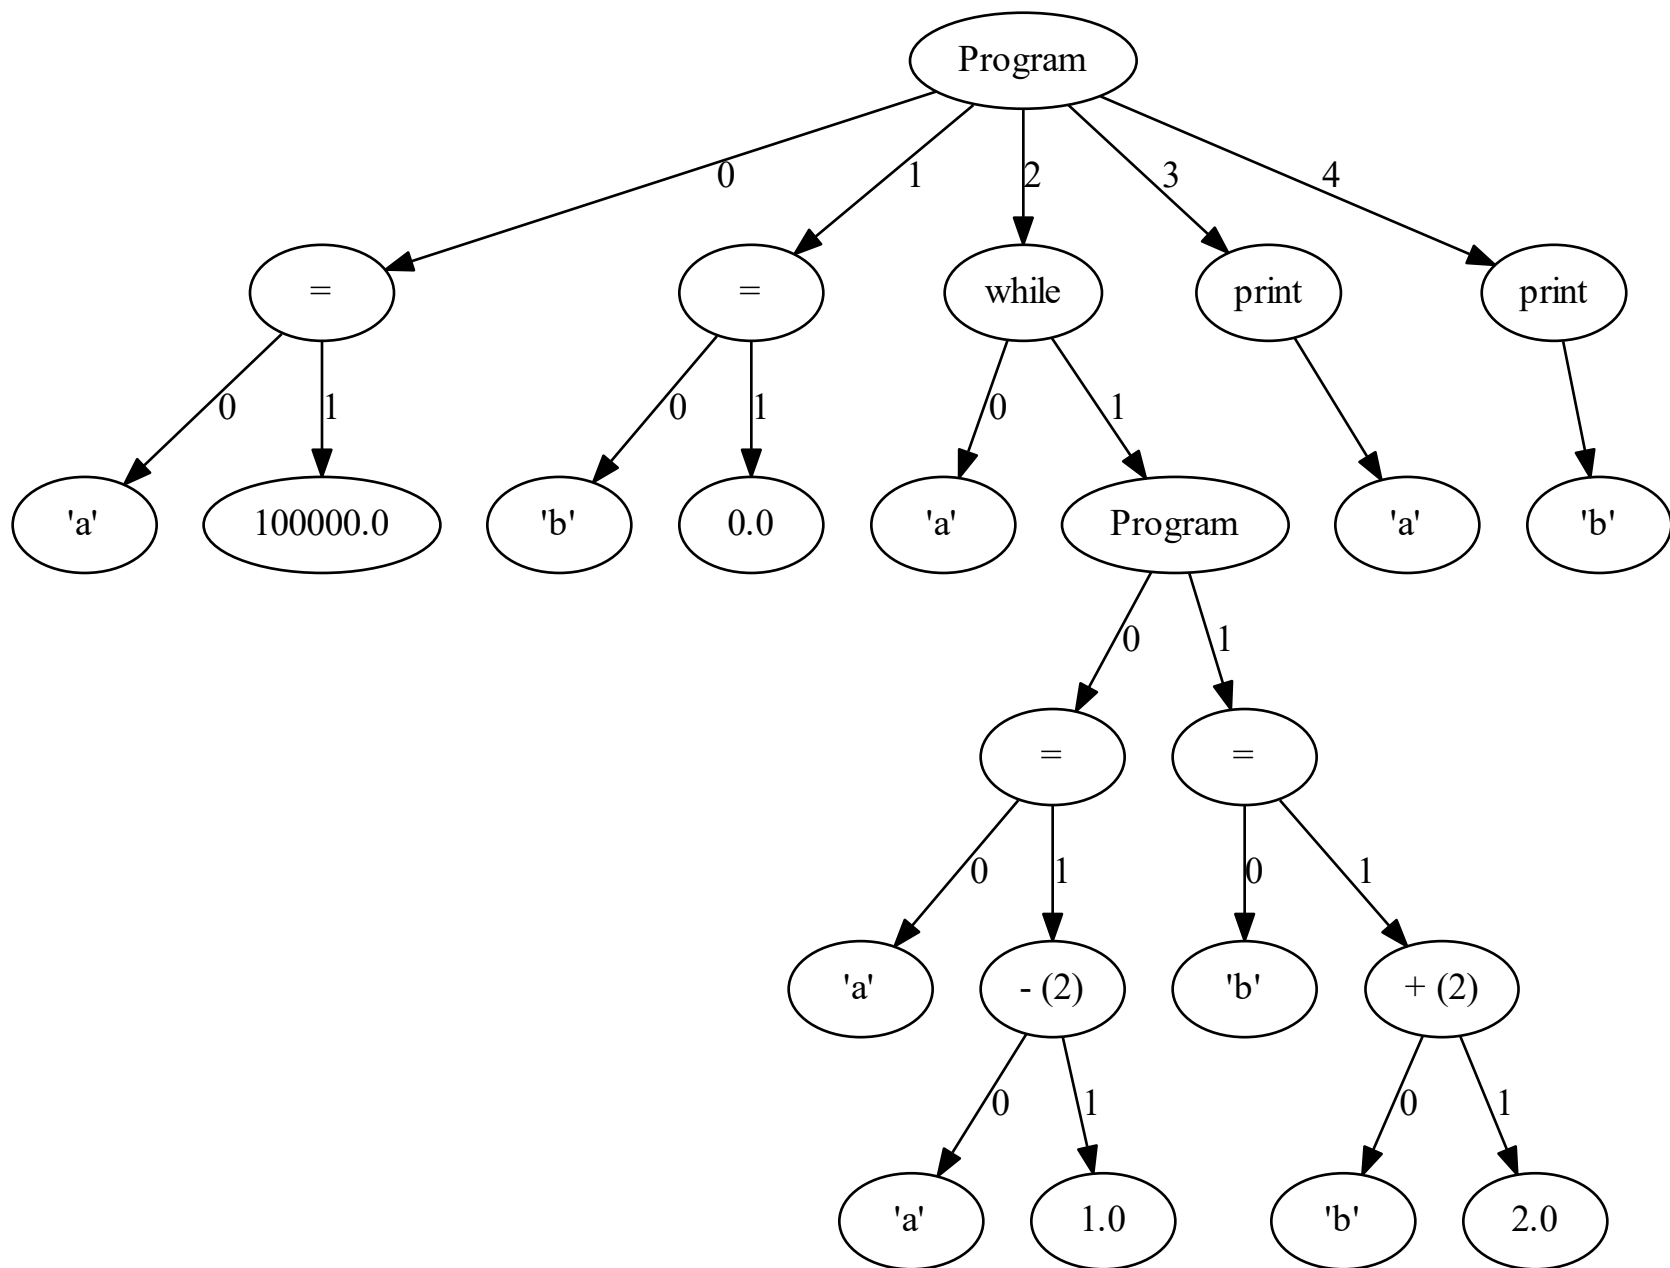 Program
0
1
2
3
4
=
=
while
print
print
0
1
0
1
0
1
'a'
100000.0
'b'
0.0
'a'
Program
'a'
'b'
0
1
=
=
0
1
0
1
'a'
- (2)
'b'
+ (2)
0
1
0
1
'a'
1.0
'b'
2.0